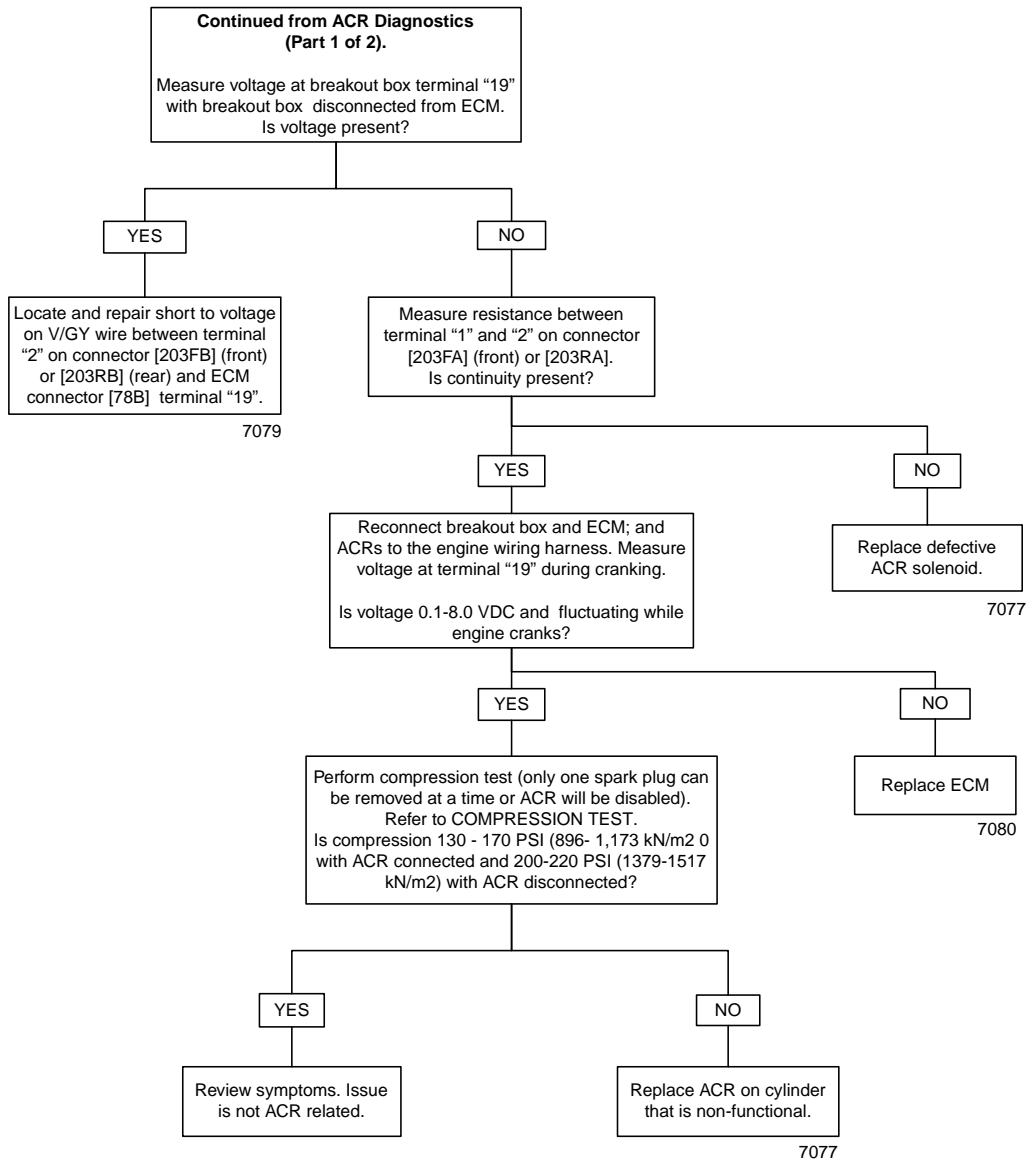 Continued from ACR Diagnostics
(Part 1 of 2).
Measure voltage at breakout box terminal “19”
with breakout box disconnected from ECM.
Is voltage present?
YES
NO
Locate and repair short to voltage
on V/GY wire between terminal
“2” on connector [203FB] (front)
or [203RB] (rear) and ECM
connector [78B] terminal “19”.
7079
Measure resistance between
terminal “1” and “2” on connector
[203FA] (front) or [203RA].
Is continuity present?
YES
NO
Reconnect breakout box and ECM; and
ACRs to the engine wiring harness. Measure
voltage at terminal “19” during cranking.
Is voltage 0.1-8.0 VDC and fluctuating while
engine cranks?
Replace defective
ACR solenoid.
7077
YES
NO
Perform compression test (only one spark plug can
be removed at a time or ACR will be disabled).
Refer to COMPRESSION TEST.
Is compression 130 - 170 PSI (896- 1,173 kN/m2 0
with ACR connected and 200-220 PSI (1379-1517
kN/m2) with ACR disconnected?
Replace ECM
7080
YES
NO
Review symptoms. Issue
is not ACR related.
Replace ACR on cylinder
that is non-functional.
7077